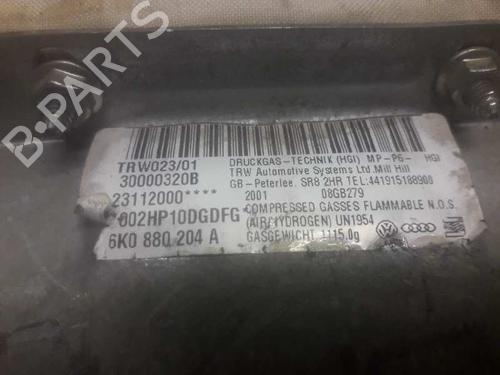 B-PARTS
TRW023/01
30000320B
23112000****
002HP10DGDFG
6K0 880 204 A
DRUCKGAS-TECHNIK (HGI) MP-P6- HGI
TRW Automotive Systems Ltd.Mill Hill
GB-Peterlee. SR8 2HR TEL:441915188900
2001 08GB279
COMPRESSED GASSES FLAMMABLE N.O.S.
(AIR/HYDROGEN) UN1954
GASGEWICHT 1115.0g